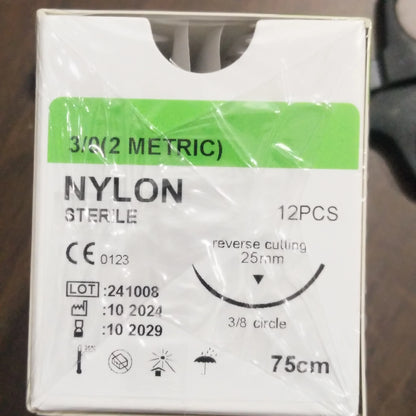 3/0(2 METRIC)
NYLON
STERILE
12PCS
CE 0123
reverse cutting
25mm
LOT :241008
:10 2024
:10 2029
3/8 circle
75cm